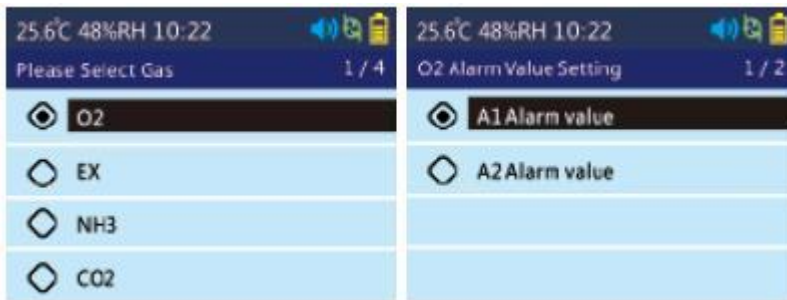 25.6℃ 48%RH 10:22
Please Select Gas 1/4
O2
EX
NH3
CO2
25.6℃ 48%RH 10:22
O2 Alarm Value Setting 1/2
A1 Alarm value
A2 Alarm value